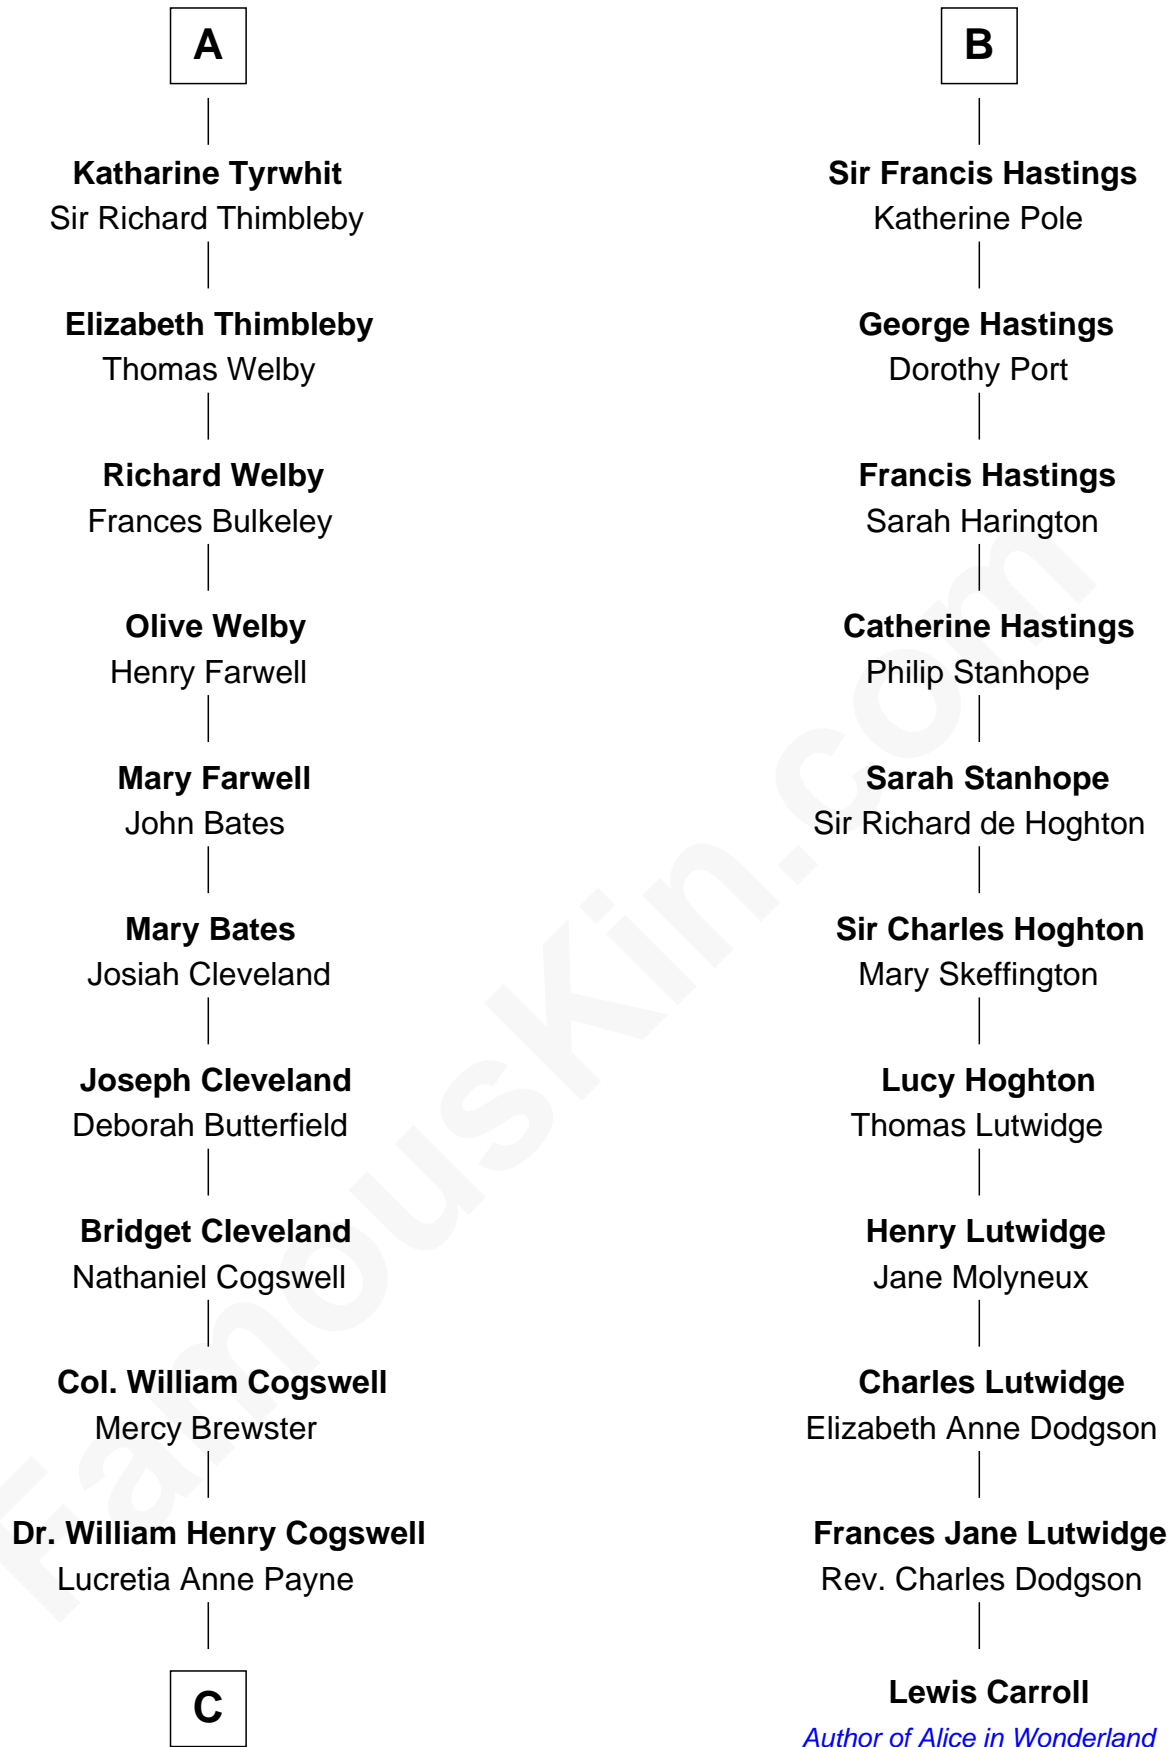 A
Katharine Tyrwhit
Sir Richard Thimbleby
Elizabeth Thimbleby
Thomas Welby
Richard Welby
Frances Bulkeley
Olive Welby
Henry Farwell
Mary Farwell
John Bates
Mary Bates
Josiah Cleveland
Joseph Cleveland
Deborah Butterfield
Bridget Cleveland
Nathaniel Cogswell
Col. William Cogswell
Mercy Brewster
Dr. William Henry Cogswell
Lucretia Anne Payne
C
B
Sir Francis Hastings
Katherine Pole
George Hastings
Dorothy Port
Francis Hastings
Sarah Harington
Catherine Hastings
Philip Stanhope
Sarah Stanhope
Sir Richard de Hoghton
Sir Charles Hoghton
Mary Skeffington
Lucy Hoghton
Thomas Lutwidge
Henry Lutwidge
Jane Molyneux
Charles Lutwidge
Elizabeth Anne Dodgson
Frances Jane Lutwidge
Rev. Charles Dodgson
Lewis Carroll
Author of Alice in Wonderland
FamousKin.com